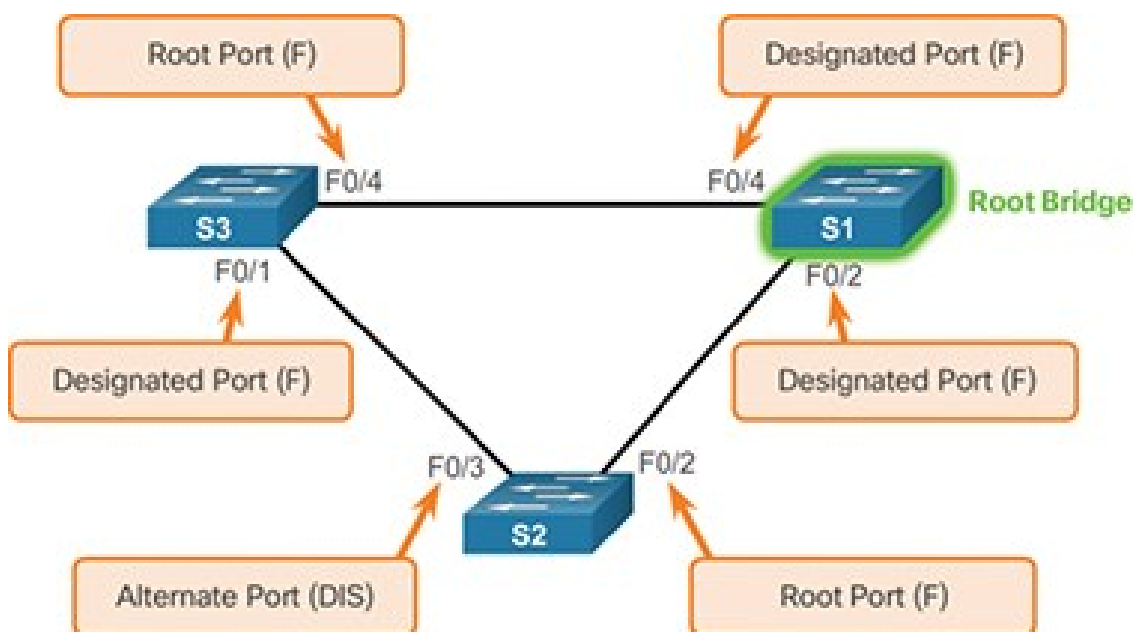 Root Port (F)
Designated Port (F)
F0/4
F0/4
S3
S1
Root Bridge
F0/1
F0/2
Designated Port (F)
Designated Port (F)
F0/3
F0/2
S2
Alternate Port (DIS)
Root Port (F)